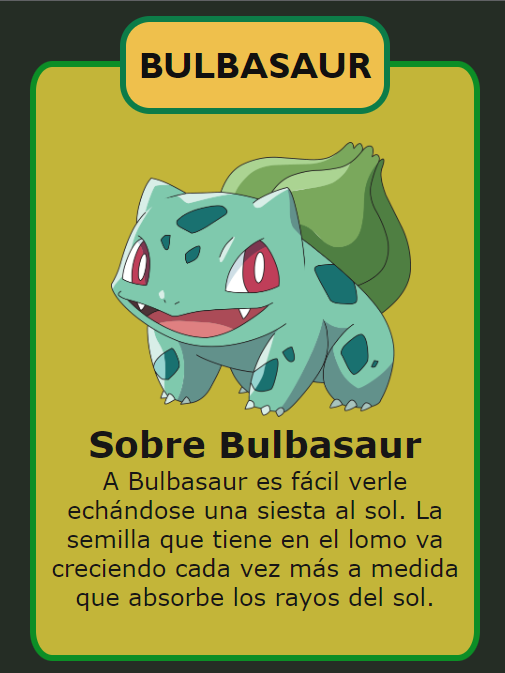 BULBASAUR
Sobre Bulbasaur
A Bulbasaur es fácil verle
echándose una siesta al sol. La
semilla que tiene en el lomo va
creciendo cada vez más a medida
que absorbe los rayos del sol.